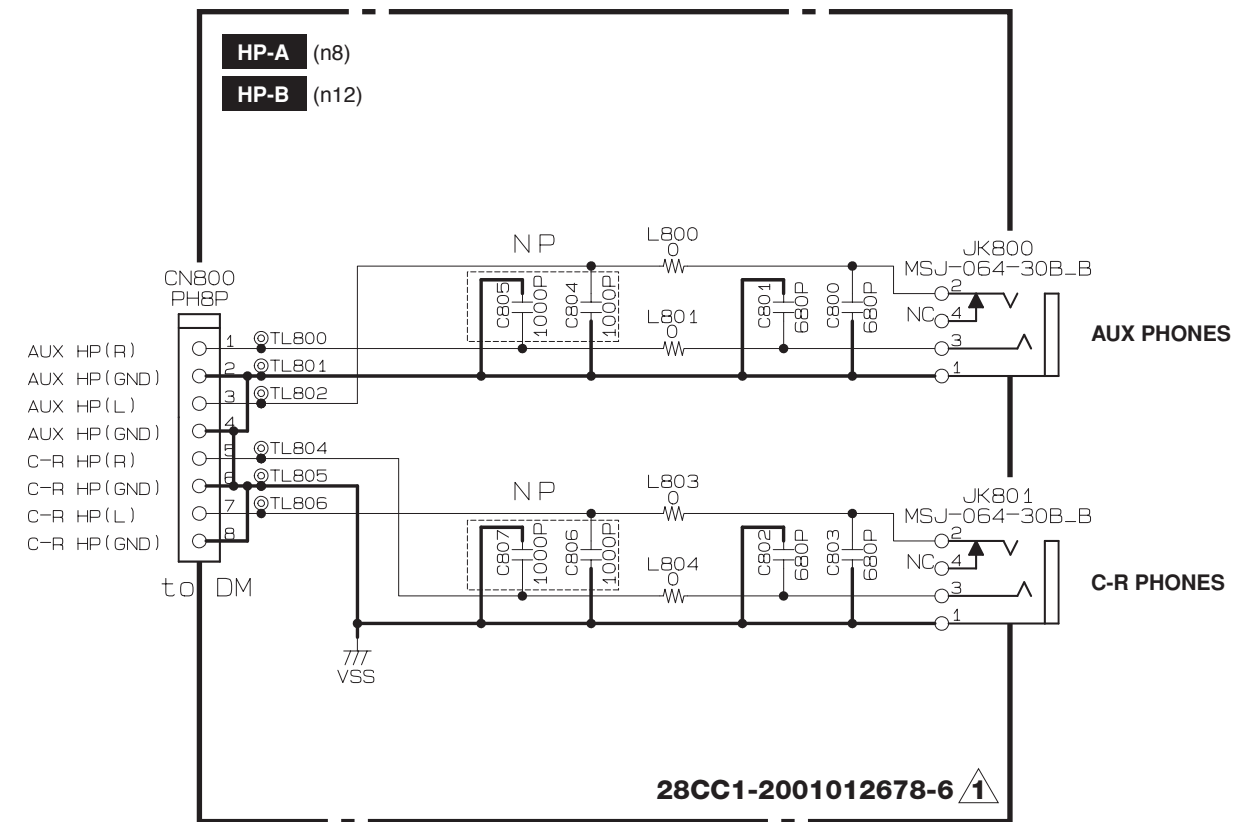 HP-A (n8)
HP-B (n12)
CN800
PH8P
AUX HP(R) 1 TL800
AUX HP(GND) 2 TL801
AUX HP(L) 3 TL802
AUX HP(GND) 4
C-R HP(R) 5 TL804
C-R HP(GND) 6 TL805
C-R HP(L) 7 TL806
C-R HP(GND) 8
to DM
NP
C805
1000P
C804
1000P
L800
0
L801
0
C801
680P
C800
680P
JK800
MSJ-064-30B_B
2
NC 4
3
1
AUX PHONES
NP
C807
1000P
C806
1000P
L803
0
L804
0
C802
680P
C803
680P
JK801
MSJ-064-30B_B
2
NC 4
3
1
C-R PHONES
VSS
28CC1-2001012678-6 1